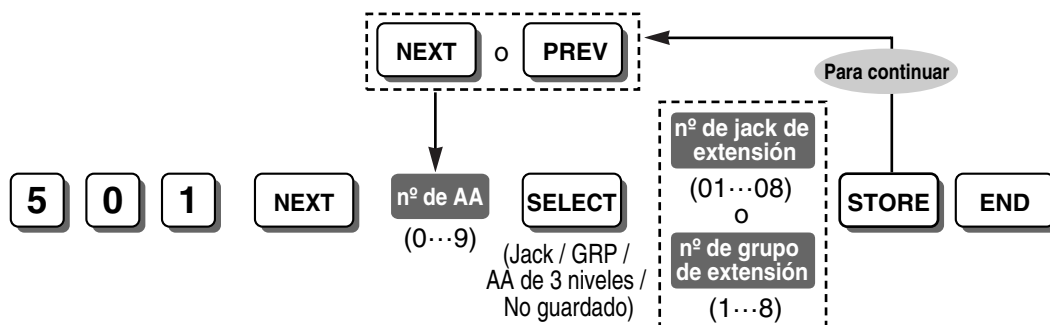 NEXT o PREV
Para continuar
5 0 1 NEXT
nº de AA
(0···9)
SELECT
(Jack / GRP /
AA de 3 niveles /
No guardado)
nº de jack de
extensión
(01···08)
o
nº de grupo
de extensión
(1···8)
STORE END